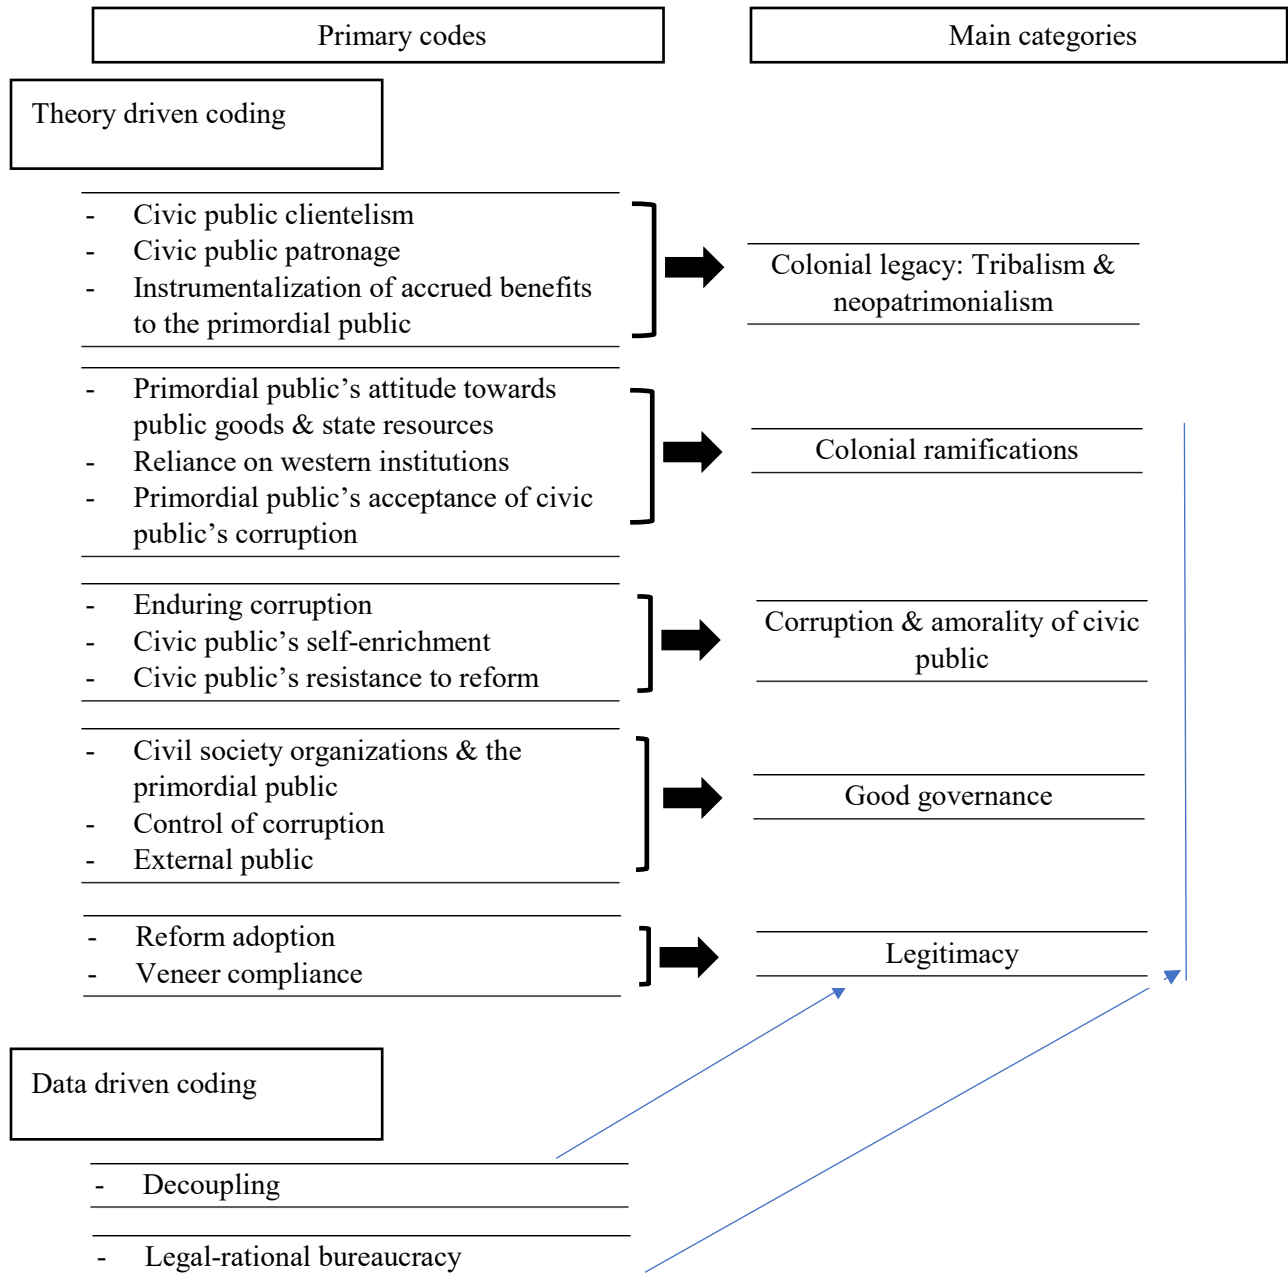 Primary codes
Main categories
Theory driven coding
- Civic public clientelism
- Civic public patronage
- Instrumentalization of accrued benefits
to the primordial public
Colonial legacy: Tribalism &
neopatrimonialism
- Primordial public’s attitude towards
public goods & state resources
- Reliance on western institutions
- Primordial public’s acceptance of civic
public’s corruption
Colonial ramifications
- Enduring corruption
- Civic public’s self-enrichment
- Civic public’s resistance to reform
Corruption & amorality of civic
public
- Civil society organizations & the
primordial public
- Control of corruption
- External public
Good governance
- Reform adoption
- Veneer compliance
Legitimacy
Data driven coding
- Decoupling
- Legal-rational bureaucracy